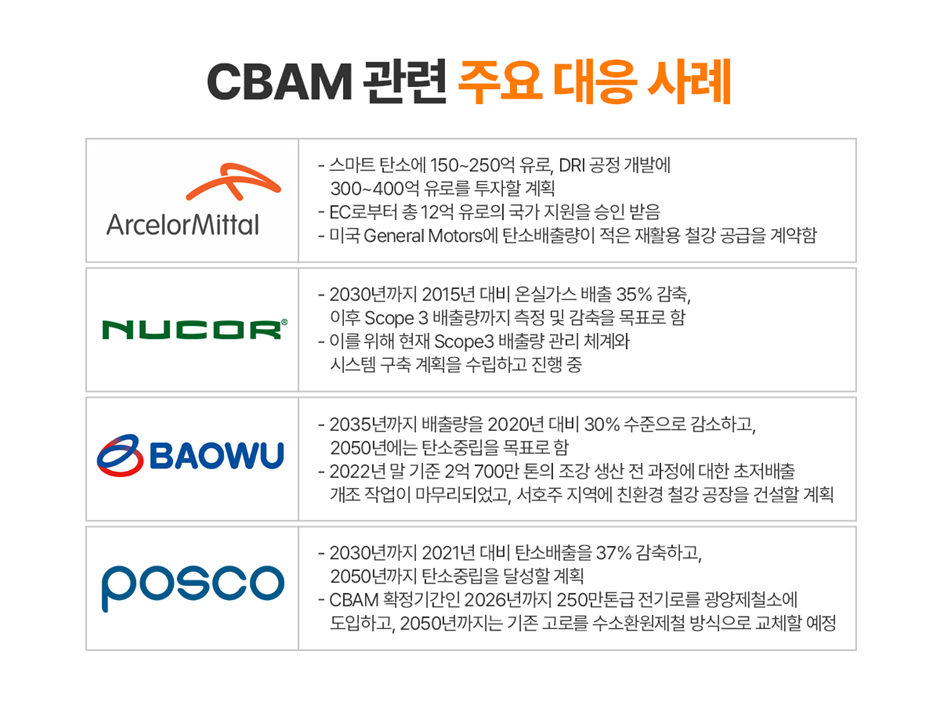 CBAM 관련 주요 대응 사례
ArcelorMittal
- 스마트 탄소에 150~250억 유로, DRI 공정 개발에
300~400억 유로를 투자할 계획
- EC로부터 총 12억 유로의 국가 지원을 승인 받음
- 미국 General Motors에 탄소배출량이 적은 재활용 철강 공급을 계약함
NUCOR®
- 2030년까지 2015년 대비 온실가스 배출 35% 감축,
이후 Scope 3 배출량까지 측정 및 감축을 목표로 함
- 이를 위해 현재 Scope3 배출량 관리 체계와
시스템 구축 계획을 수립하고 진행 중
BAOWU
- 2035년까지 배출량을 2020년 대비 30% 수준으로 감소하고,
2050년에는 탄소중립을 목표로 함
- 2022년 말 기준 2억 700만 톤의 조강 생산 전 과정에 대한 초저배출
개조 작업이 마무리되었고, 서호주 지역에 친환경 철강 공장을 건설할 계획
posco
- 2030년까지 2021년 대비 탄소배출을 37% 감축하고,
2050년까지 탄소중립을 달성할 계획
- CBAM 확정기간인 2026년까지 250만톤급 전기로를 광양제철소에
도입하고, 2050년까지는 기존 고로를 수소환원제철 방식으로 교체할 예정